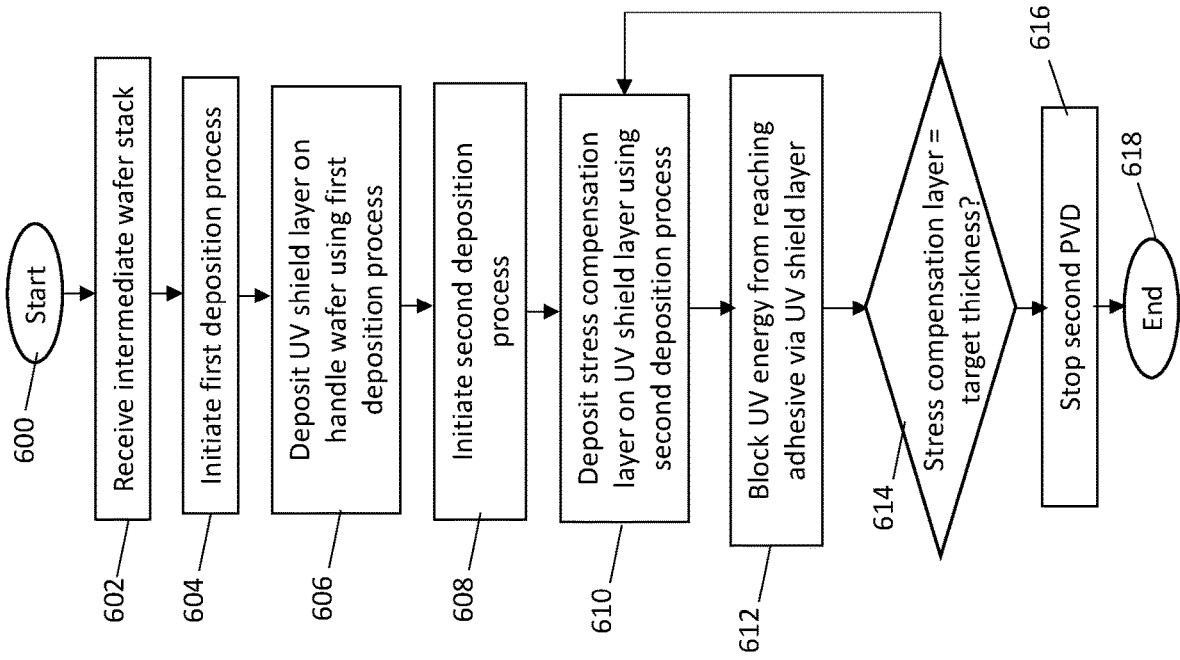 600
Start
602
Receive intermediate wafer stack
604
Initiate first deposition process
606
Deposit UV shield layer on
handle wafer using first
deposition process
608
Initiate second deposition
process
610
Deposit stress compensation
layer on UV shield layer using
second deposition process
612
Block UV energy from reaching
adhesive via UV shield layer
614
Stress compensation layer =
target thickness?
616
Stop second PVD
618
End